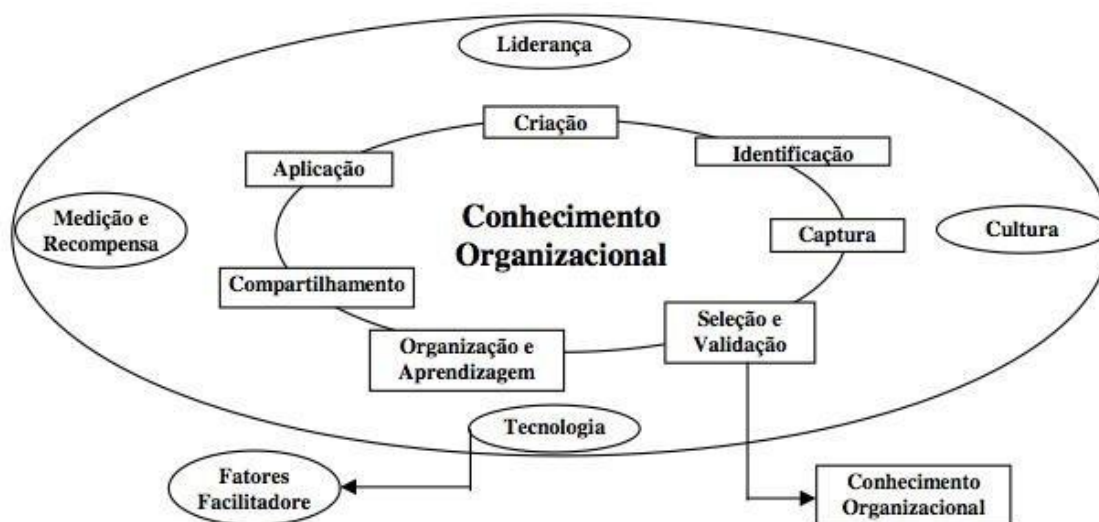 Liderança
Criação
Identificação
Aplicação
Medição e
Recompensa
Conhecimento
Organizacional
Captura
Cultura
Compartilhamento
Seleção e
Validação
Organização e
Aprendizagem
Tecnologia
Fatores
Facilitadore
Conhecimento
Organizacional